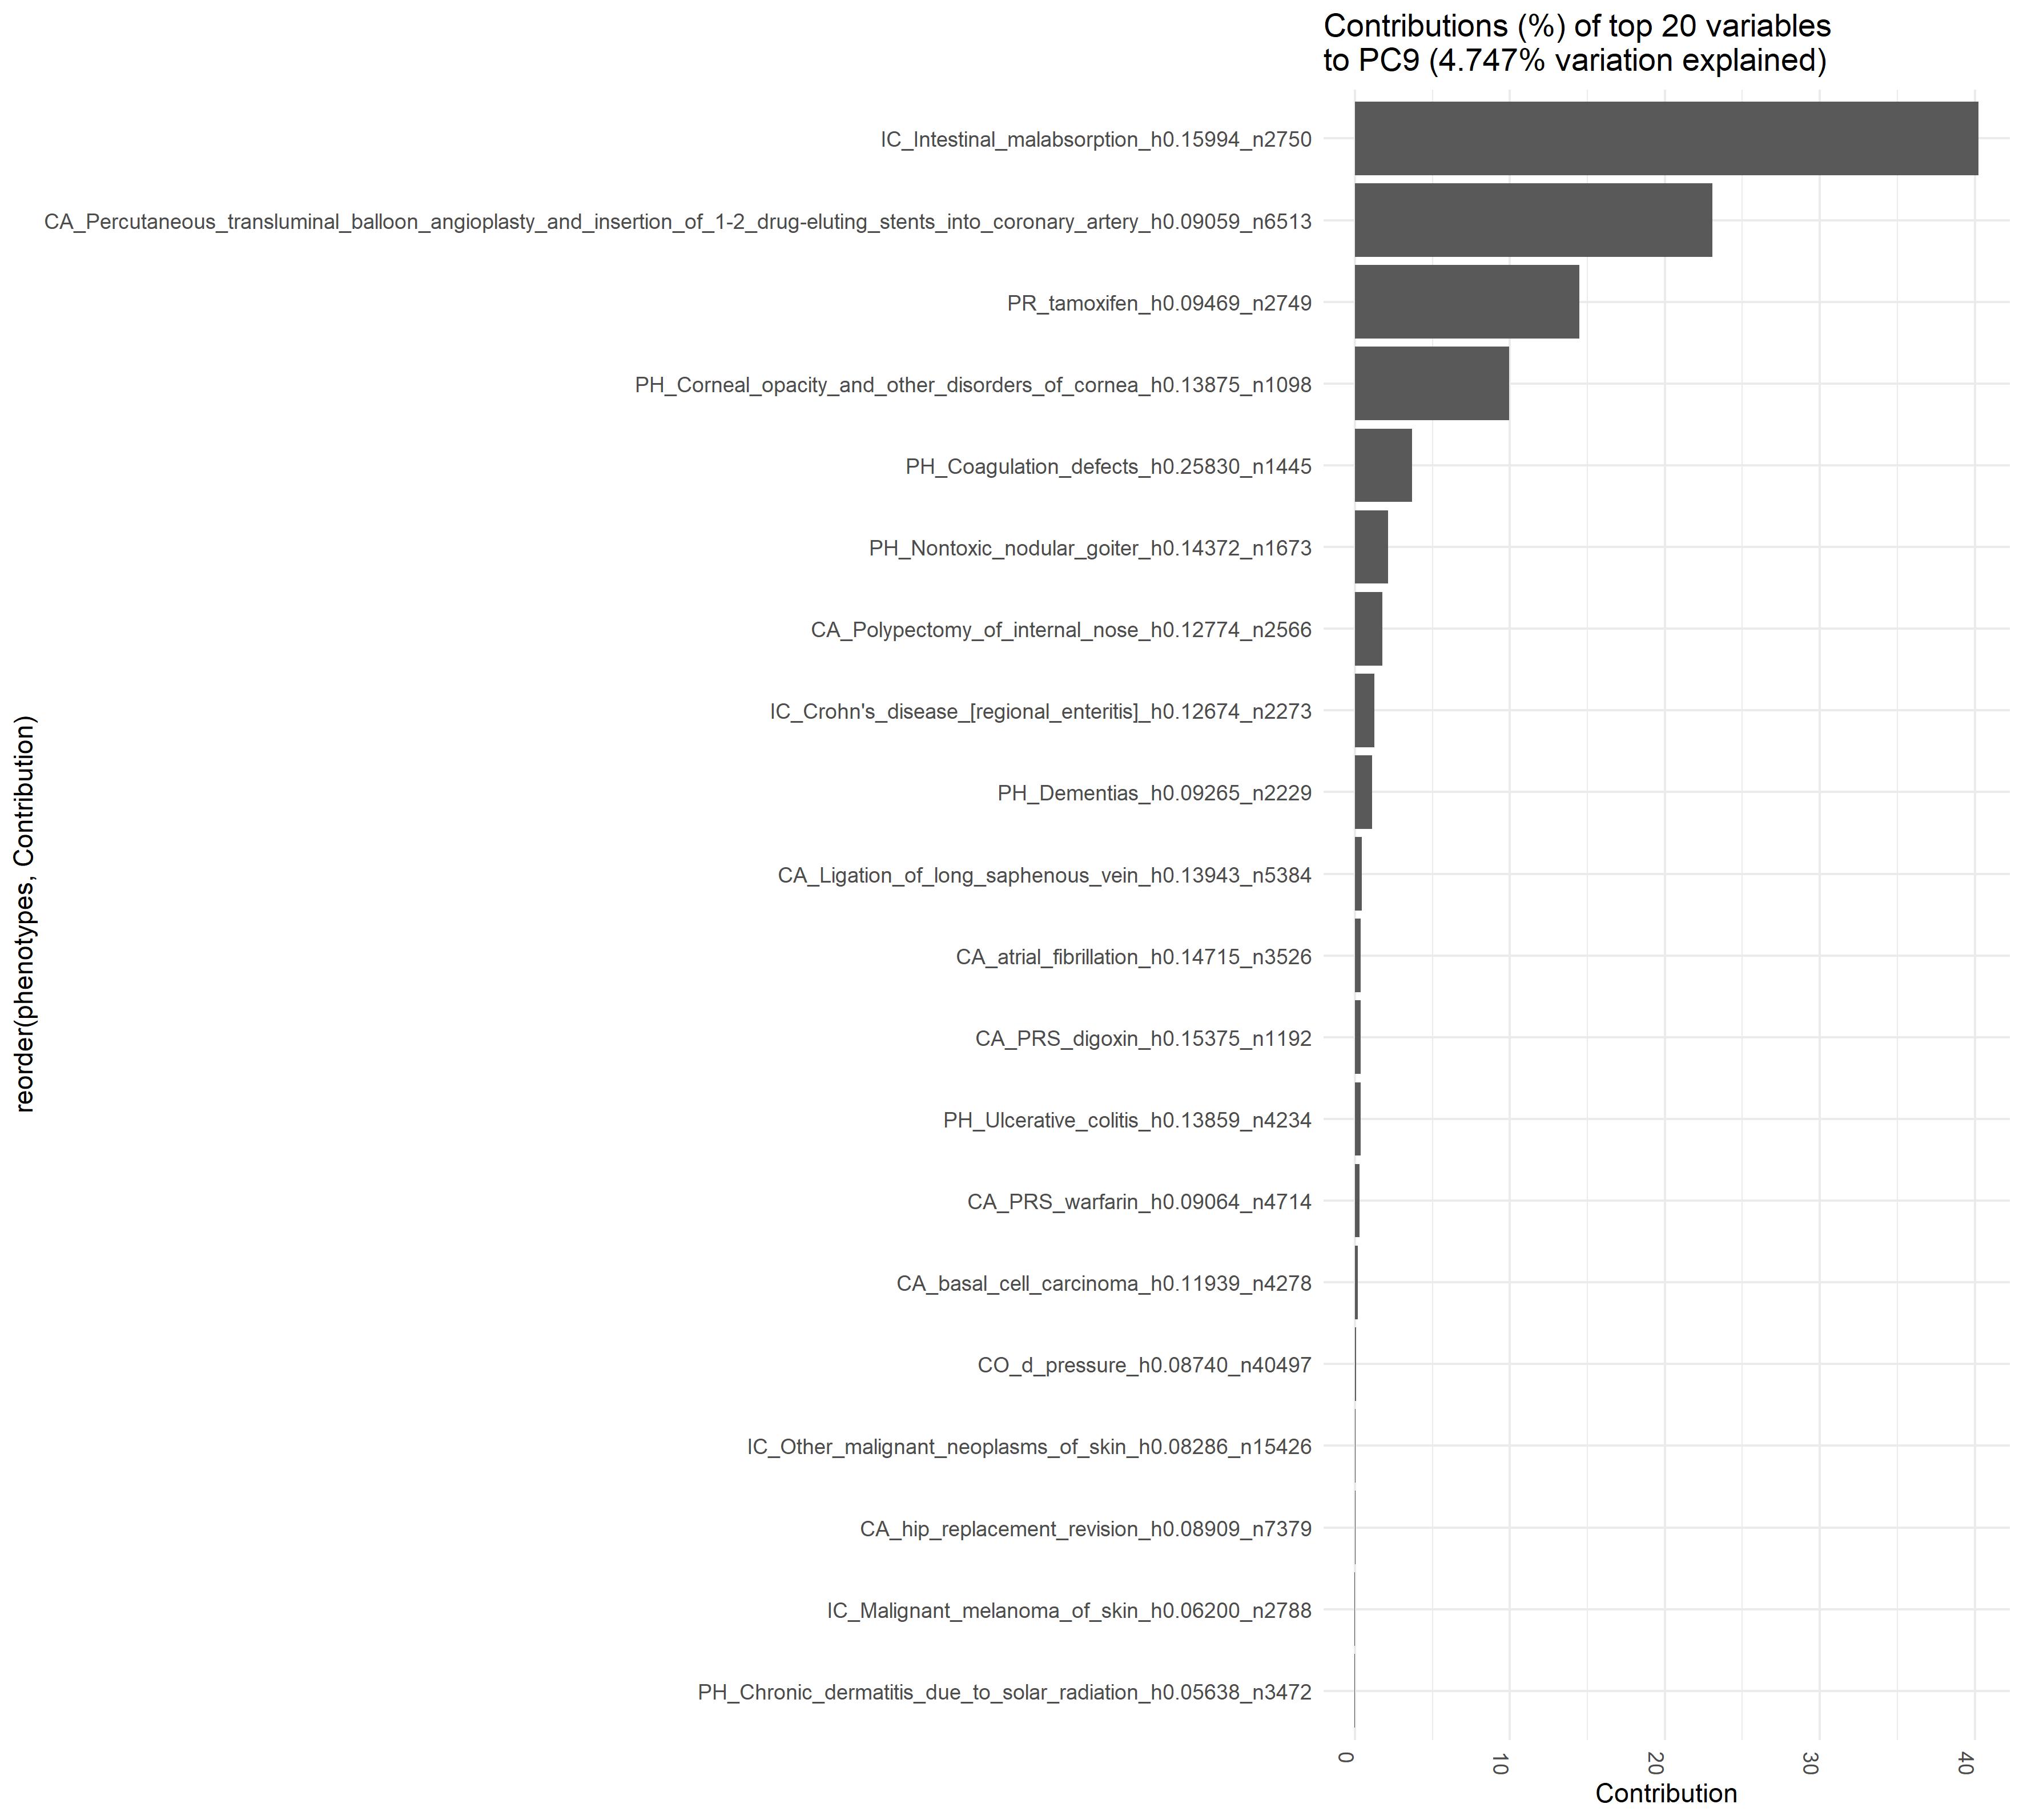 Contributions (%) of top 20 variables
to PC9 (4.747% variation explained)
IC_Intestinal_malabsorption_h0.15994_n2750
CA_Percutaneous_transluminal_balloon_angioplasty_and_insertion_of_1-2_drug-eluting_stents_into_coronary_artery_h0.09059_n6513
PR_tamoxifen_h0.09469_n2749
PH_Corneal_opacity_and_other_disorders_of_cornea_h0.13875_n1098
PH_Coagulation_defects_h0.25830_n1445
PH_Nontoxic_nodular_goiter_h0.14372_n1673
CA_Polypectomy_of_internal_nose_h0.12774_n2566
IC_Crohn's_disease_[regional_enteritis]_h0.12674_n2273
PH_Dementias_h0.09265_n2229
CA_Ligation_of_long_saphenous_vein_h0.13943_n5384
CA_atrial_fibrillation_h0.14715_n3526
CA_PRS_digoxin_h0.15375_n1192
PH_Ulcerative_colitis_h0.13859_n4234
CA_PRS_warfarin_h0.09064_n4714
CA_basal_cell_carcinoma_h0.11939_n4278
CO_d_pressure_h0.08740_n40497
IC_Other_malignant_neoplasms_of_skin_h0.08286_n15426
CA_hip_replacement_revision_h0.08909_n7379
IC_Malignant_melanoma_of_skin_h0.06200_n2788
PH_Chronic_dermatitis_due_to_solar_radiation_h0.05638_n3472
reorder(phenotypes, Contribution)
0
10
20
30
40
Contribution